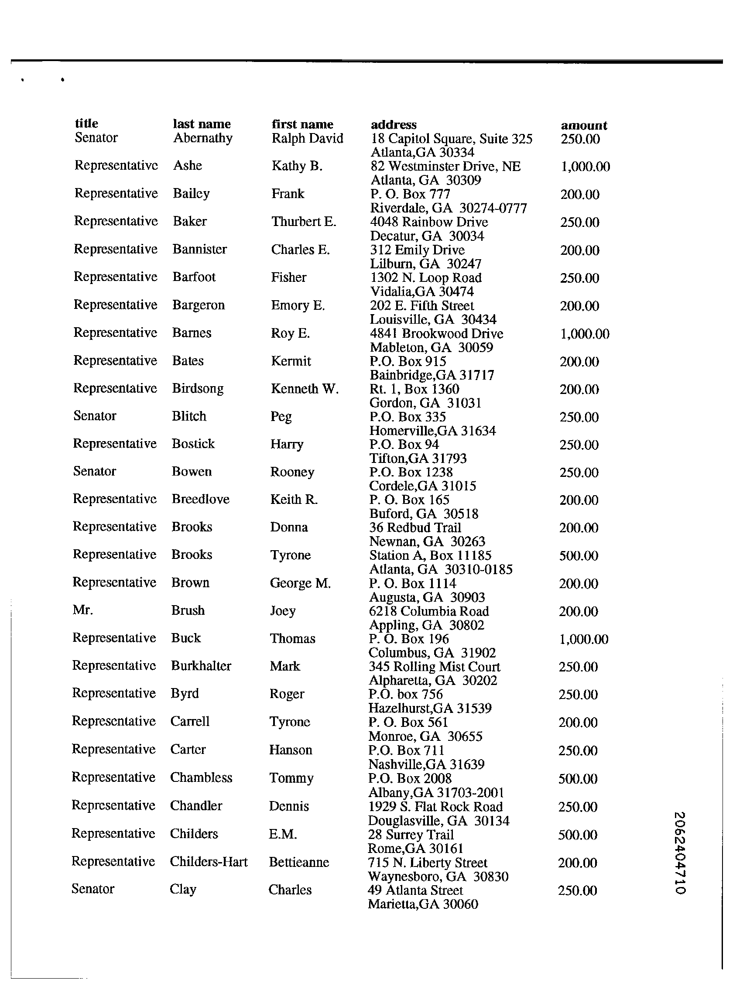 title last name first name address amount
Senator Abernathy Ralph David 18 Capitol Square, Suite 325 250.00
Atlanta,GA 30334
Representative Ashe Kathy B. 82 Westminster Drive, NE 1,000.00
Atlanta, GA 30309
Representative Bailey Frank P. O. Box 777 200.00
Riverdale, GA 30274-0777
Representative Baker Thurbert E. 4048 Rainbow Drive 250.00
Decatur, GA 30034
Representative Bannister Charles E. 312 Emily Drive 200.00
Lilburn, GA 30247
Representative Barfoot Fisher 1302 N. Loop Road 250.00
Vidalia,GA 30474
Representative Bargeron Emory E. 202 E. Fifth Street 200.00
Louisville, GA 30434
Representative Barnes Roy E. 4841 Brookwood Drive 1,000.00
Mableton, GA 30059
Representative Bates Kermit P.O. Box 915 200.00
Bainbridge,GA 31717
Representative Birdsong Kenneth W. Rt. 1, Box 1360 200.00
Gordon, GA 31031
Senator Blitch Peg P.O. Box 335 250.00
Homerville,GA 31634
Representative Bostick Harry P.O. Box 94 250.00
Tifton,GA 31793
Senator Bowen Rooney P.O. Box 1238 250.00
Cordele,GA 31015
Representative Breedlove Keith R. P. O. Box 165 200.00
Buford, GA 30518
Representative Brooks Donna 36 Redbud Trail 200.00
Newnan, GA 30263
Representative Brooks Tyrone Station A, Box 11185 500.00
Atlanta, GA 30310-0185
Representative Brown George M. P. O. Box 1114 200.00
Augusta, GA 30903
Mr. Brush Joey 6218 Columbia Road 200.00
Appling, GA 30802
Representative Buck Thomas P. O. Box 196 1,000.00
Columbus, GA 31902
Representative Burkhalter Mark 345 Rolling Mist Court 250.00
Alpharetta, GA 30202
Representative Byrd Roger P.O. box 756 250.00
Hazelhurst,GA 31539
Representative Carrell Tyrone P. O. Box 561 200.00
Monroe, GA 30655
Representative Carter Hanson P.O. Box 711 250.00
Nashville,GA 31639
Representative Chambless Tommy P.O. Box 2008 500.00
Albany,GA 31703-2001
Representative Chandler Dennis 1929 S. Flat Rock Road 250.00
Douglasville, GA 30134
Representative Childers E.M. 28 Surrey Trail 500.00
Rome,GA 30161
Representative Childers-Hart Bettieanne 715 N. Liberty Street 200.00
Waynesboro, GA 30830
Senator Clay Charles 49 Atlanta Street 250.00
Marietta,GA 30060
2062404710